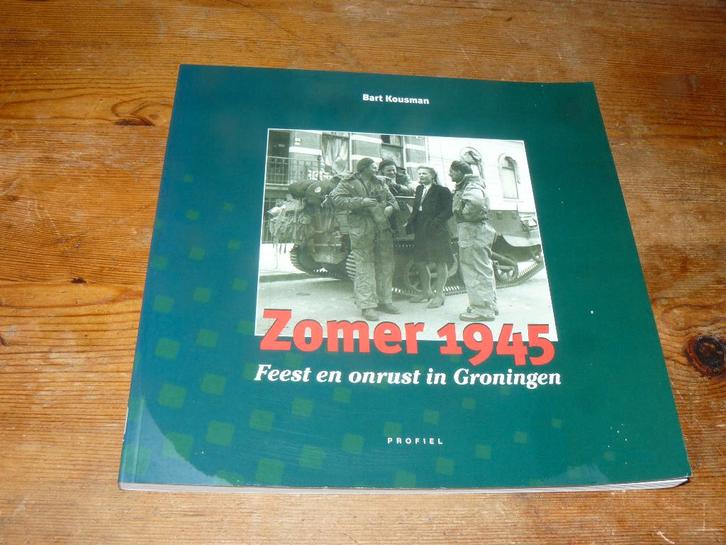 Bart Kousman
Zomer 1945
Feest en onrust in Groningen
PROFIEL